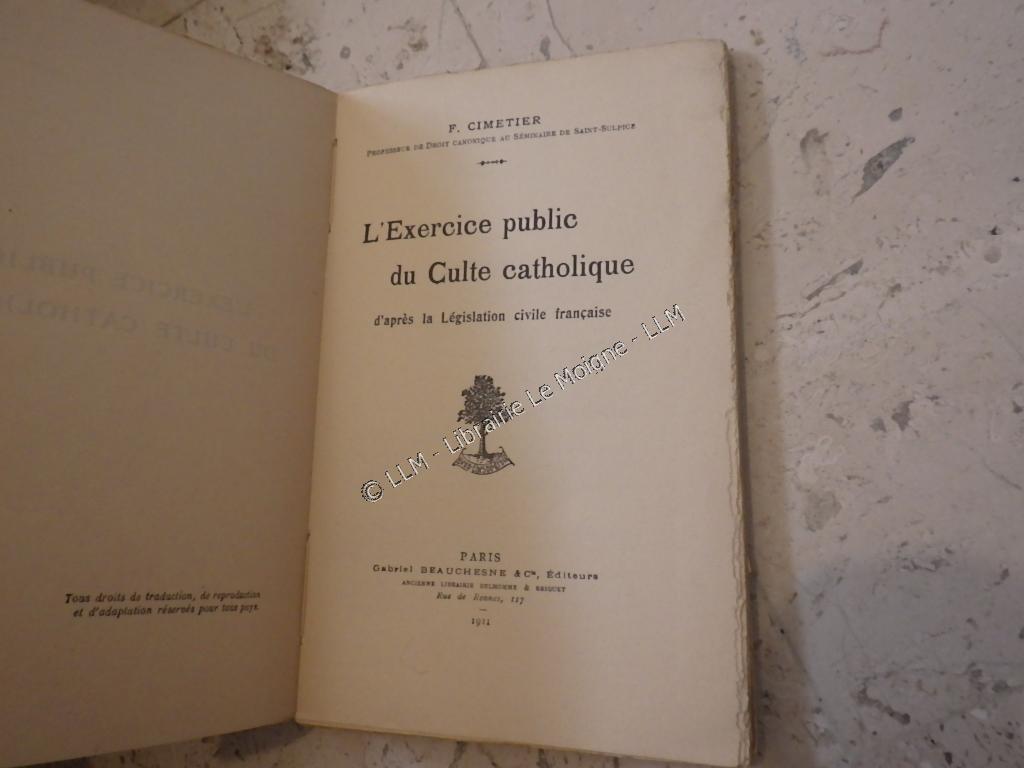 F. CIMETIER
PROFESSEUR DE DROIT CANONIQUE AU SÉMINAIRE DE SAINT-SULPICE
L'Exercice public
du Culte catholique
d'après la Législation civile française
PARIS
Gabriel BEAUCHESNE & Cie, Éditeurs
ANCIENNE LIBRAIRIE DELHOMME & BRIGUET
Rue de Rennes, 117
1911
Tous droits de traduction, de reproduction
et d'adaptation réservés pour tous pays.
© LLM - Librairie Le Moigne - LLM